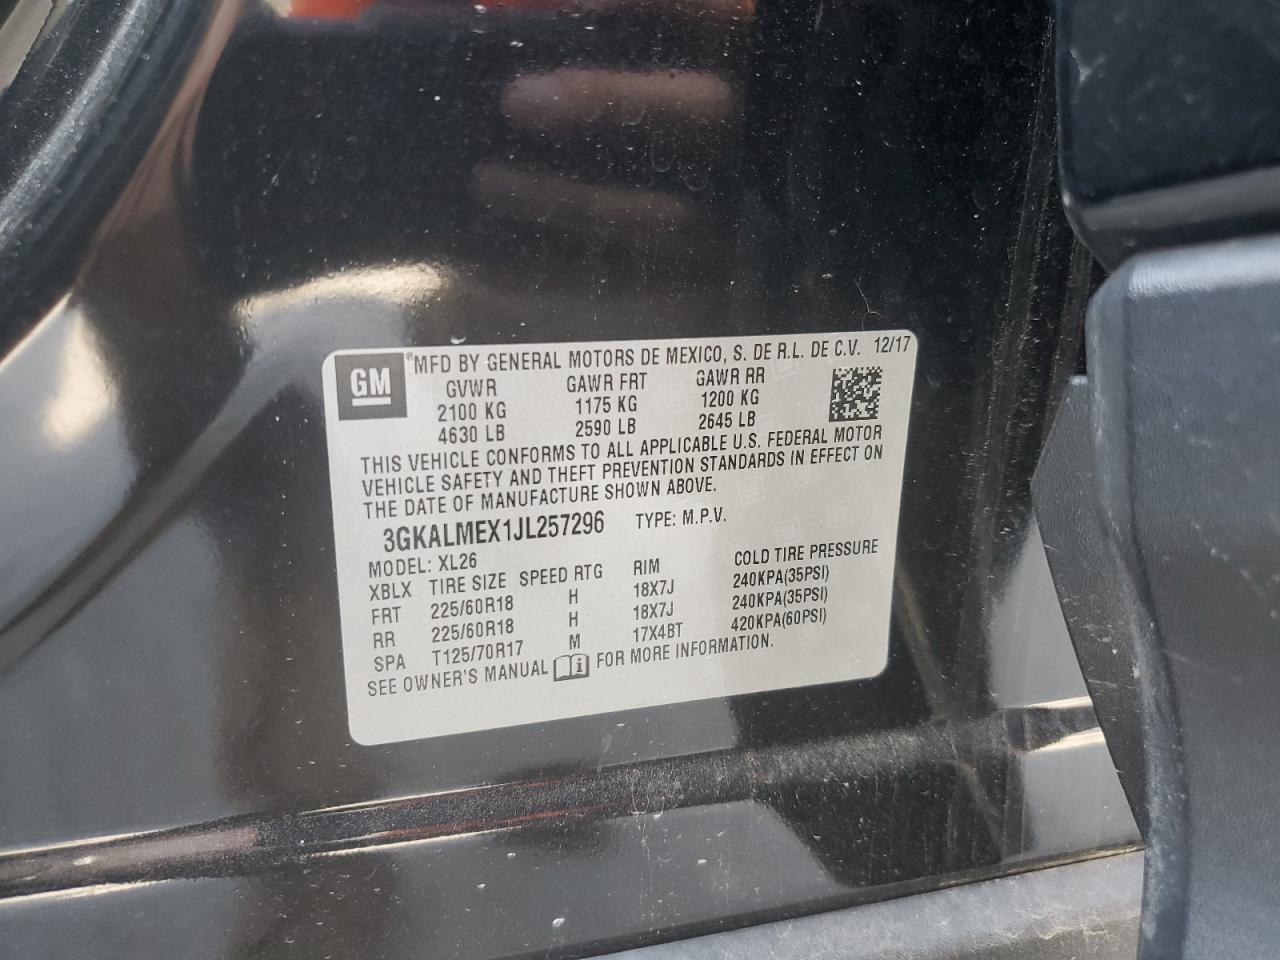 GM ®MFD BY GENERAL MOTORS DE MEXICO, S. DE R.L. DE C.V. 12/17
GVWR GAWR FRT GAWR RR
2100 KG 1175 KG 1200 KG
4630 LB 2590 LB 2645 LB
THIS VEHICLE CONFORMS TO ALL APPLICABLE U.S. FEDERAL MOTOR
VEHICLE SAFETY AND THEFT PREVENTION STANDARDS IN EFFECT ON
THE DATE OF MANUFACTURE SHOWN ABOVE.
3GKALMEX1JL257296 TYPE: M.P.V.
MODEL: XL26
XBLX TIRE SIZE SPEED RTG RIM COLD TIRE PRESSURE
FRT 225/60R18 H 18X7J 240KPA(35PSI)
RR 225/60R18 H 18X7J 240KPA(35PSI)
SPA T125/70R17 M 17X4BT 420KPA(60PSI)
SEE OWNER'S MANUAL i FOR MORE INFORMATION.